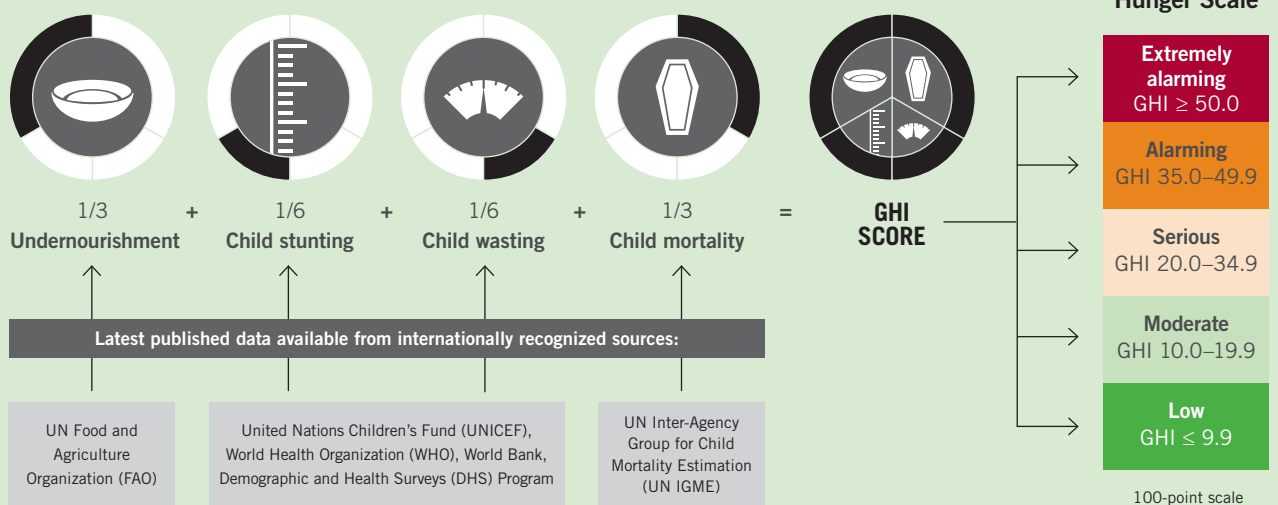 Hunger Scale
1/3 + 1/6 + 1/6 + 1/3 = GHI
Undernourishment Child stunting Child wasting Child mortality SCORE
Latest published data available from internationally recognized sources:
UN Food and
Agriculture
Organization (FAO)
United Nations Children’s Fund (UNICEF),
World Health Organization (WHO), World Bank,
Demographic and Health Surveys (DHS) Program
UN Inter-Agency
Group for Child
Mortality Estimation
(UN IGME)
Extremely
alarming
GHI ≥ 50.0
Alarming
GHI 35.0–49.9
Serious
GHI 20.0–34.9
Moderate
GHI 10.0–19.9
Low
GHI ≤ 9.9
100-point scale